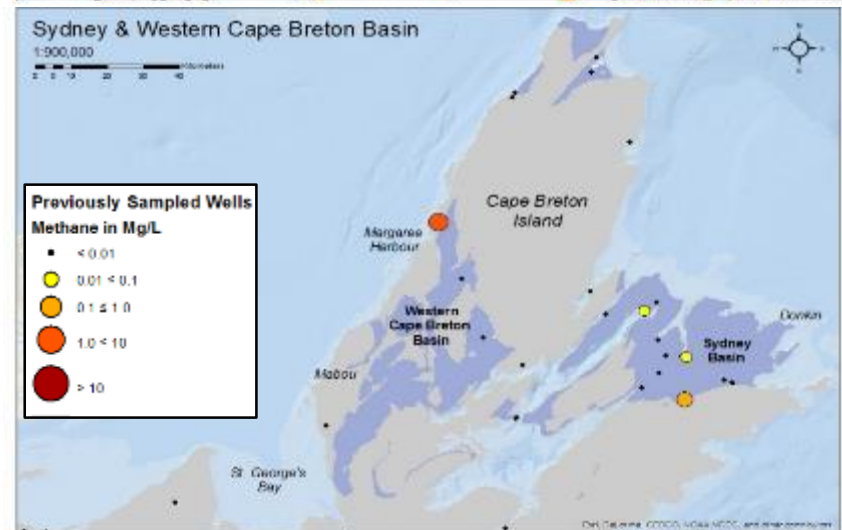 Sydney & Western Cape Breton Basin
1:900,000
Cape Breton
Island
Previously Sampled Wells
Methane in Mg/L
< 0.01
0.01 < 0.1
0.1 ≤ 1.0
1.0 < 10
> 10
Margaree
Harbour
Western
Cape Breton
Basin
Donkin
Sydney
Basin
Mabou
St. George's
Bay